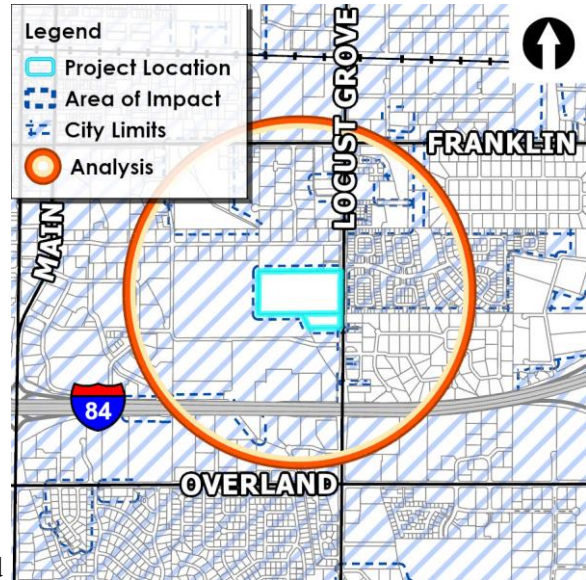 Legend
Project Location
Area of Impact
City Limits
Analysis
LOCUST GROVE
FRANKLIN
MAIN
84
OVERLAND